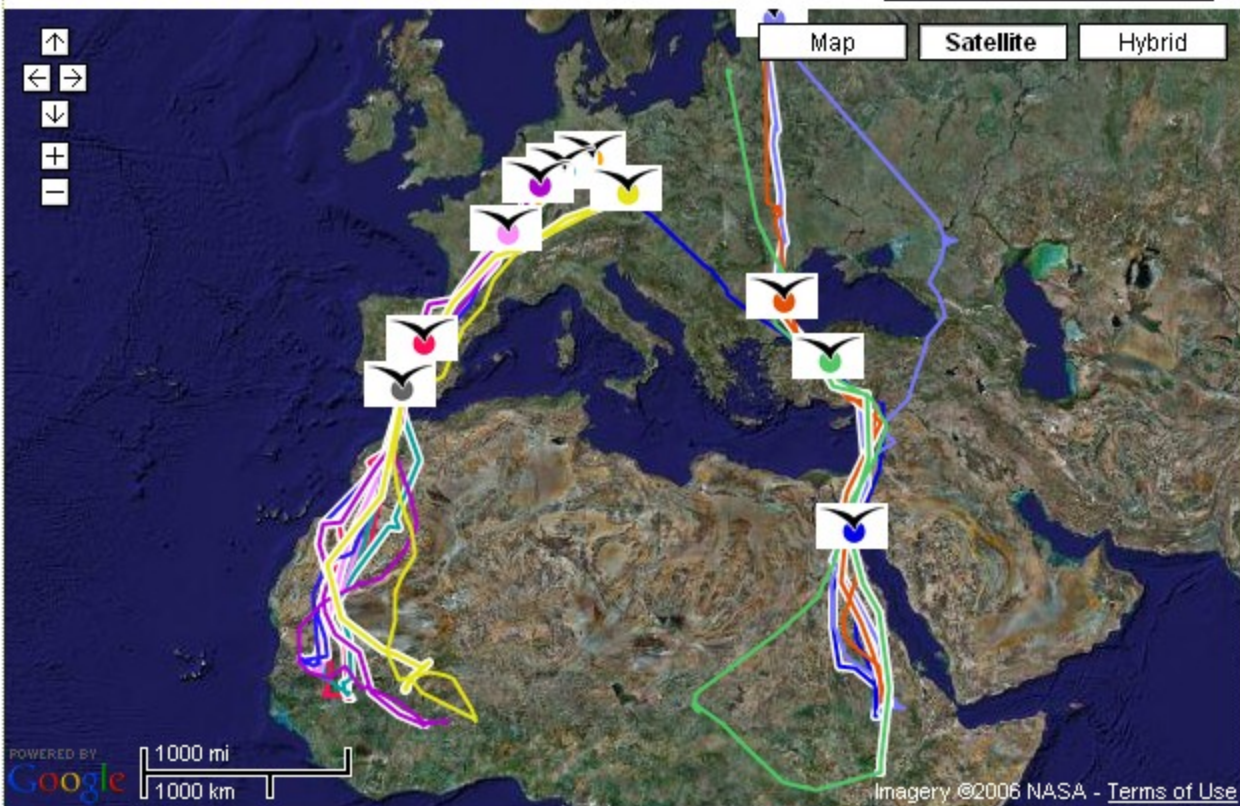 Map Satellite Hybrid
POWERED BY
Google
1000 mi
1000 km
Imagery ©2006 NASA - Terms of Use